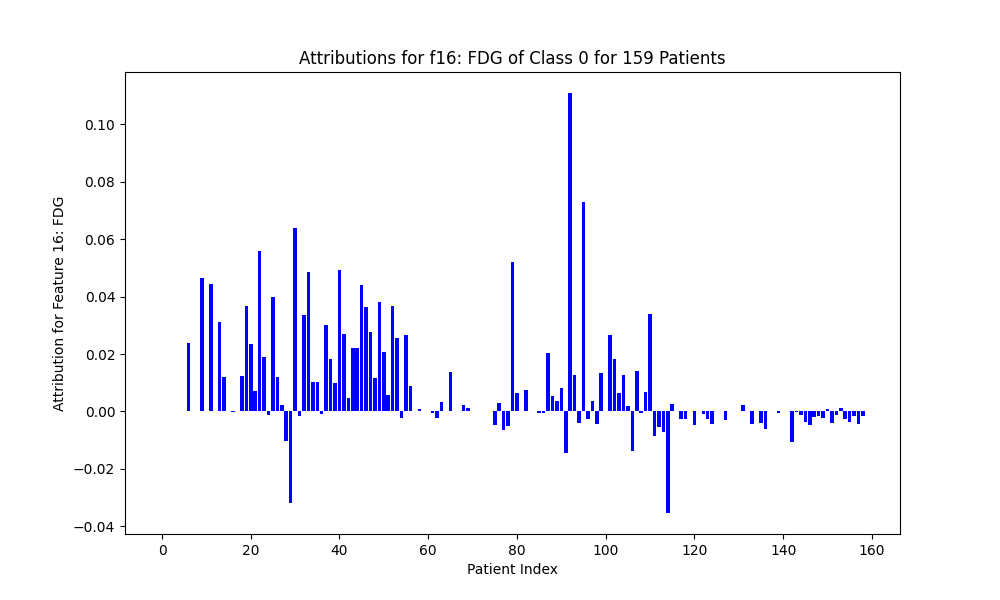 Attributions for f16: FDG of Class 0 for 159 Patients
Attribution for Feature 16: FDG
0.10
0.08
0.06
0.04
0.02
0.00
−0.02
−0.04
0 20 40 60 80 100 120 140 160
Patient Index